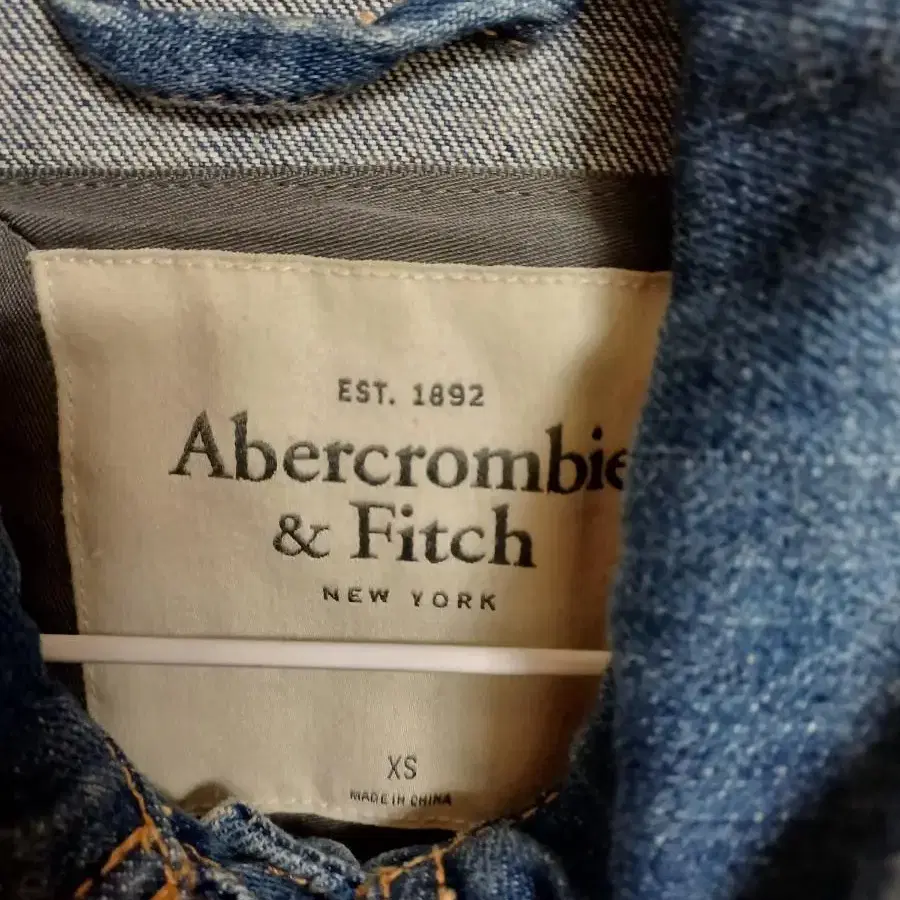 EST. 1892
Abercrombie
& Fitch
NEW YORK
XS
MADE IN CHINA